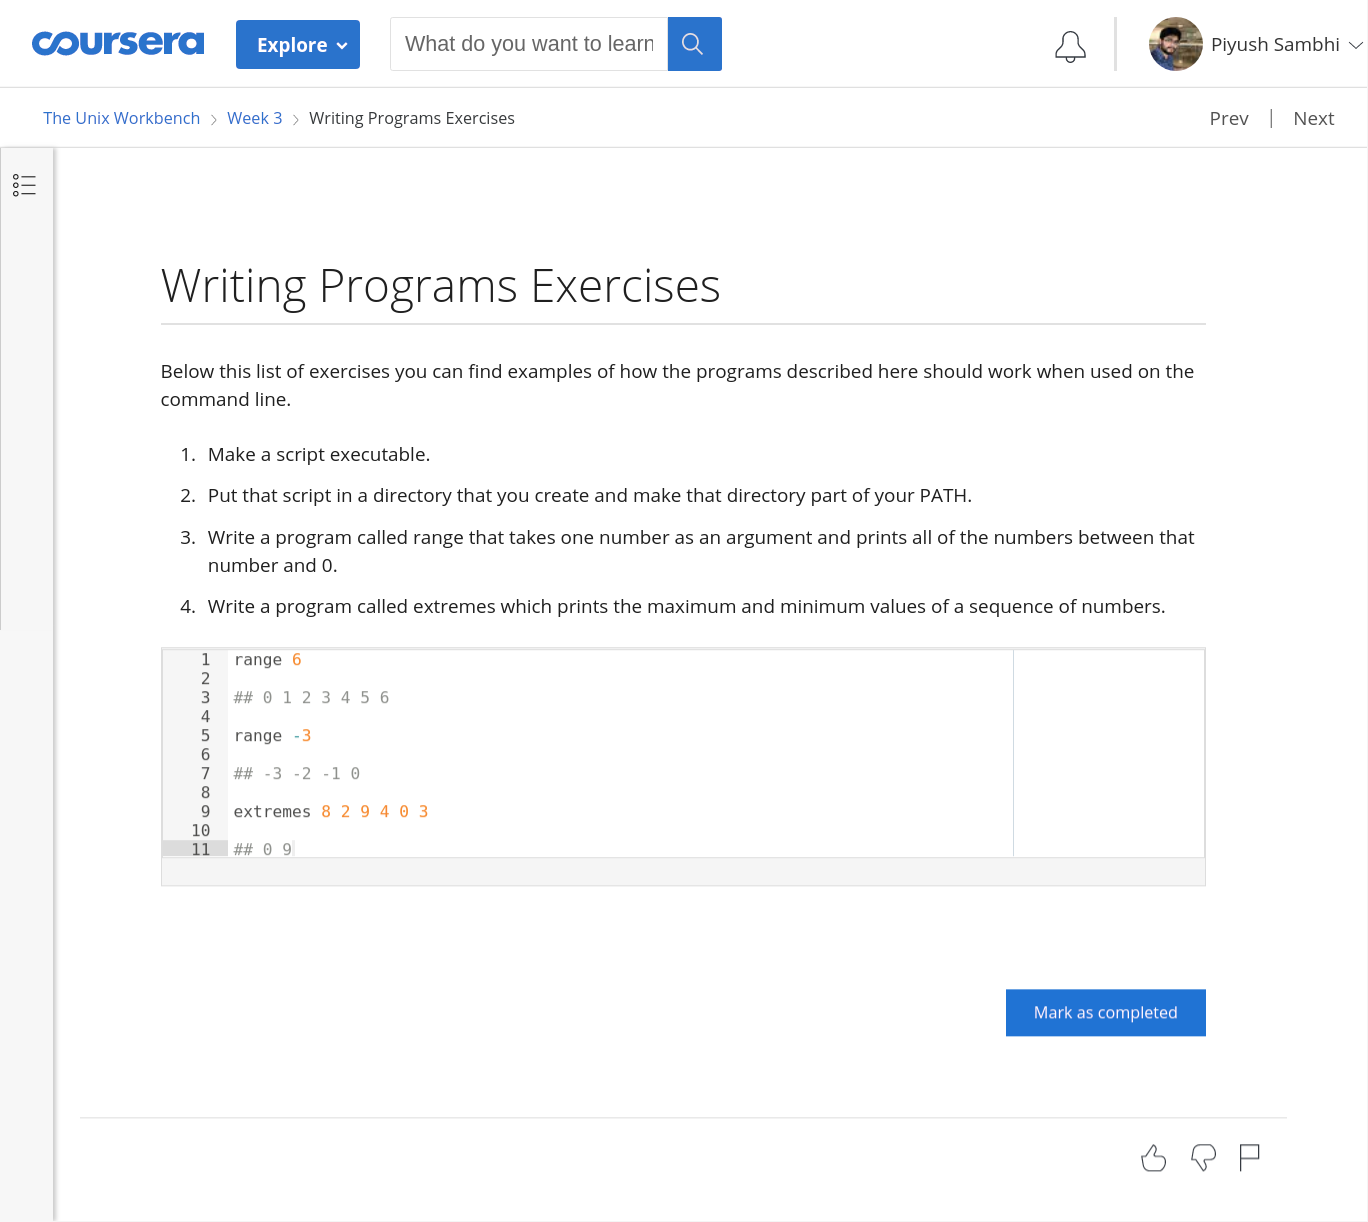 coursera
Explore
What do you want to learn
Piyush Sambhi
The Unix Workbench > Week 3 > Writing Programs Exercises
Prev | Next
Writing Programs Exercises
Below this list of exercises you can find examples of how the programs described here should work when used on the
command line.
1. Make a script executable.
2. Put that script in a directory that you create and make that directory part of your PATH.
3. Write a program called range that takes one number as an argument and prints all of the numbers between that
number and 0.
4. Write a program called extremes which prints the maximum and minimum values of a sequence of numbers.
1 range 6
2
3 ## 0 1 2 3 4 5 6
4
5 range -3
6
7 ## -3 -2 -1 0
8
9 extremes 8 2 9 4 0 3
10
11 ## 0 9
Mark as completed